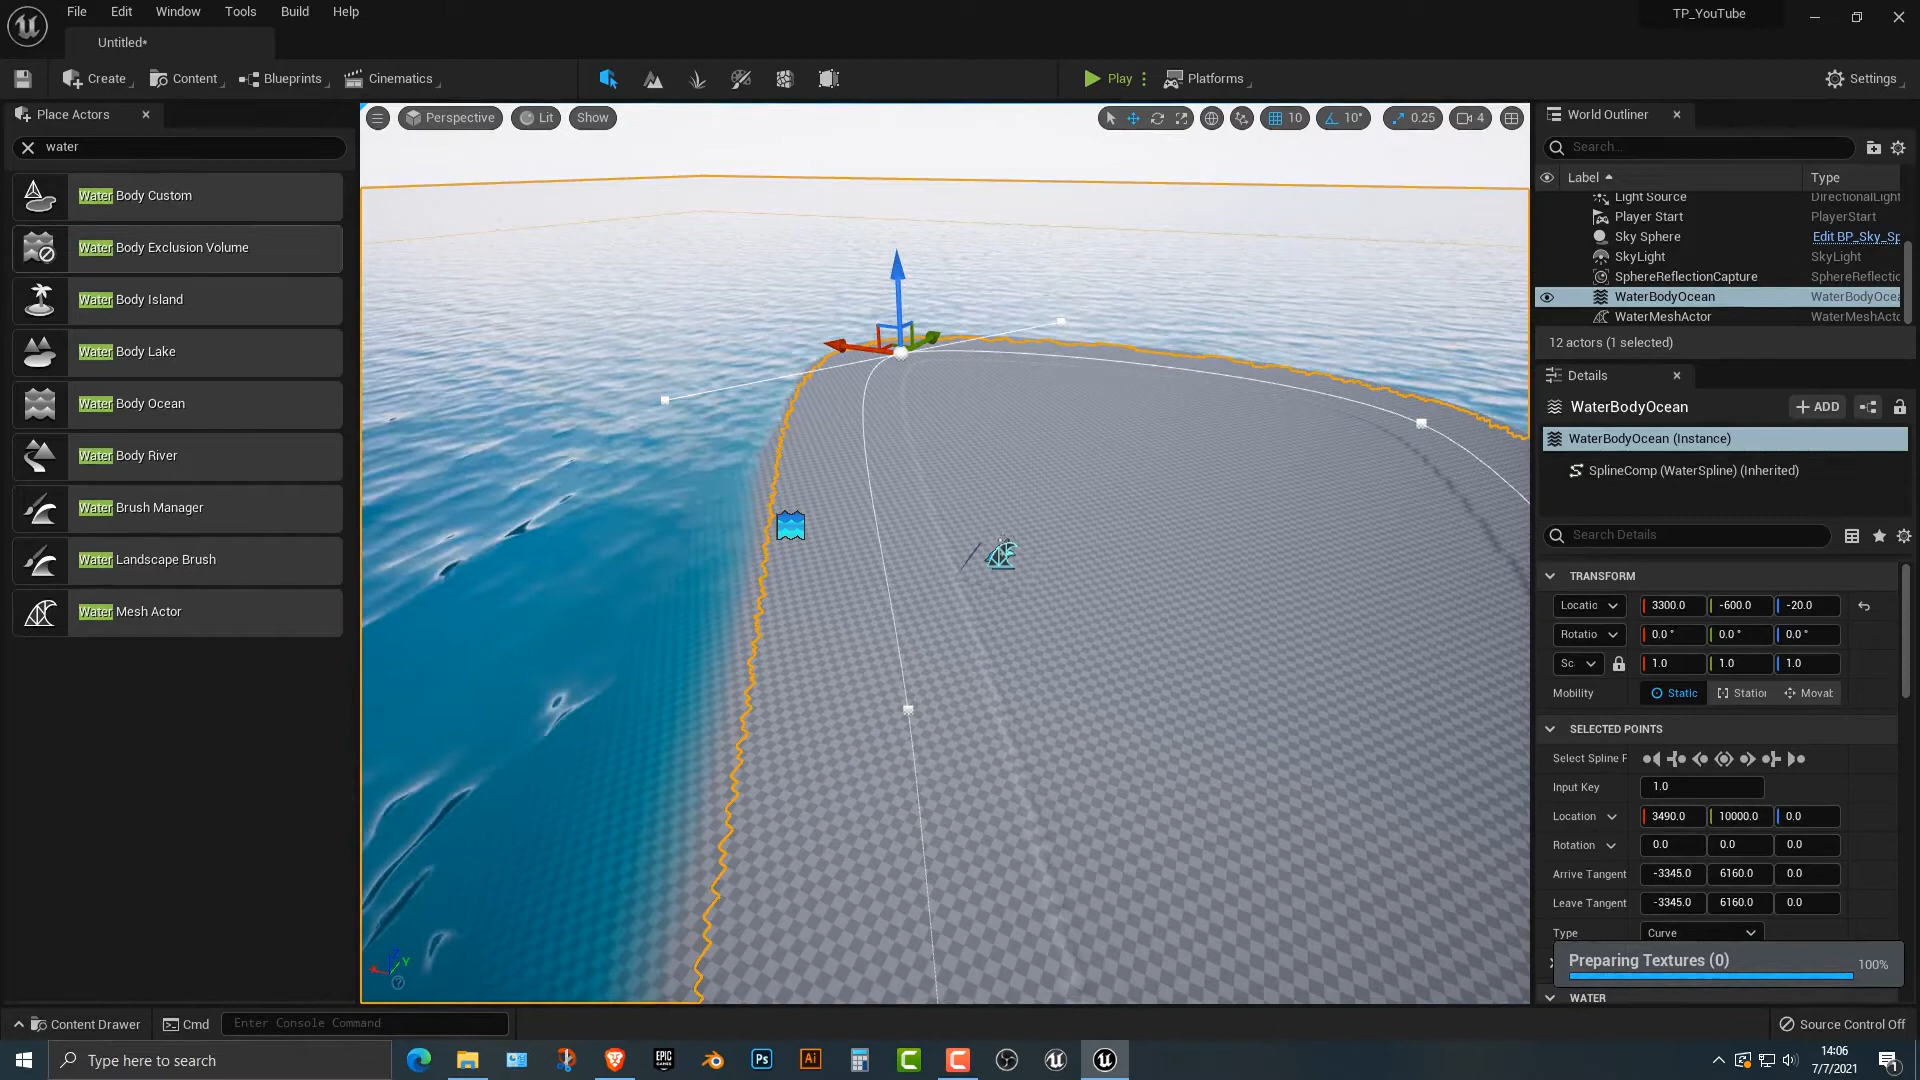 File Edit Window Tools Build Help
TP_YouTube
Untitled*
Create Content Blueprints Cinematics Play Platforms Settings
Place Actors
Perspective Lit Show 10 10° 0.25 4
World Outliner
water
Search...
Label Type
Water Body Custom
Water Body Exclusion Volume
Water Body Island
Water Body Lake
Water Body Ocean
Water Body River
Water Brush Manager
Water Landscape Brush
Water Mesh Actor
Light Source DirectionalLight
Player Start PlayerStart
Sky Sphere Edit BP_Sky_Sp
SkyLight SkyLight
SphereReflectionCapture SphereReflectic
WaterBodyOcean WaterBodyOcea
WaterMeshActor WaterMeshActo
12 actors (1 selected)
Details
WaterBodyOcean ADD
WaterBodyOcean (Instance)
SplineComp (WaterSpline) (Inherited)
Search Details
TRANSFORM
Locatio 3300.0 -600.0 -20.0
Rotatio 0.0 ° 0.0 ° 0.0 °
Sc 1.0 1.0 1.0
Mobility Static Station Movab
SELECTED POINTS
Select Spline P
Input Key 1.0
Location 3490.0 10000.0 0.0
Rotation 0.0 0.0 0.0
Arrive Tangent -3345.0 6160.0 0.0
Leave Tangent -3345.0 6160.0 0.0
Type Curve
Preparing Textures (0) 100%
WATER
Z
Y
Content Drawer Cmd Enter Console Command Source Control Off
Type here to search
EPIC GAMES
Ps
Ai
14:06
7/7/2021
1